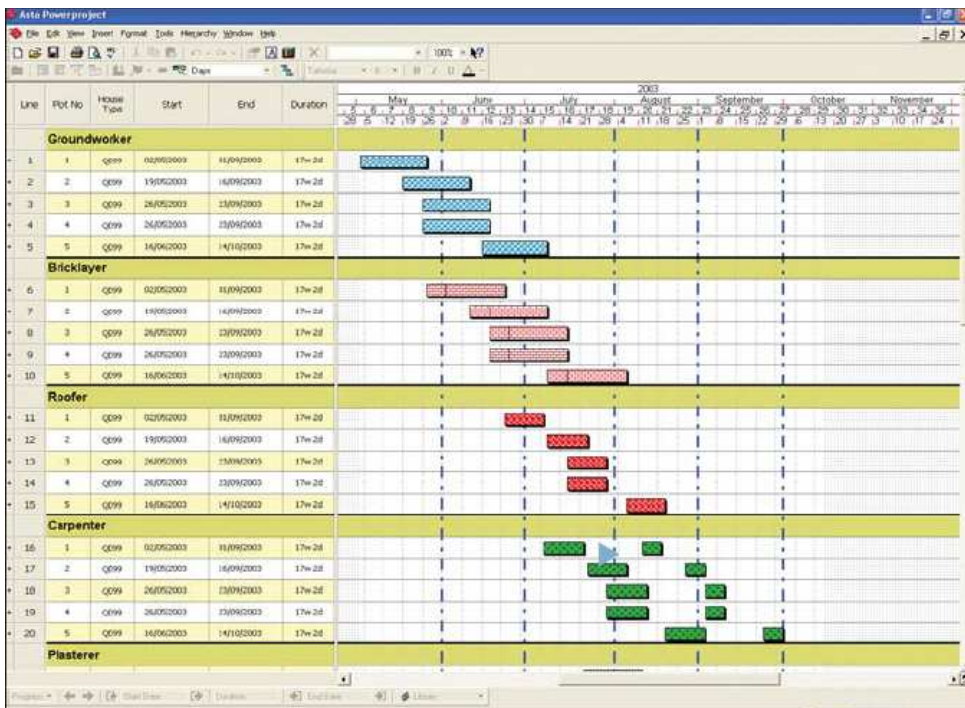 Asta Powerproject
File Edit View Insert Format Tools Hierarchy Window Help
100%
Days
Line Plot No House Type Start End Duration
2003
May June July August September October November
Groundworker
1 1 QD99 02/05/2003 11/09/2003 17w 2d
2 2 QD99 19/05/2003 16/09/2003 17w 2d
3 3 QD99 26/05/2003 23/09/2003 17w 2d
4 4 QD99 26/05/2003 23/09/2003 17w 2d
5 5 QD99 16/06/2003 14/10/2003 17w 2d
Bricklayer
6 1 QD99 02/05/2003 11/09/2003 17w 2d
7 2 QD99 19/05/2003 16/09/2003 17w 2d
8 3 QD99 26/05/2003 23/09/2003 17w 2d
9 4 QD99 26/05/2003 23/09/2003 17w 2d
10 5 QD99 16/06/2003 14/10/2003 17w 2d
Roofer
11 1 QD99 02/05/2003 11/09/2003 17w 2d
12 2 QD99 19/05/2003 16/09/2003 17w 2d
13 3 QD99 26/05/2003 23/09/2003 17w 2d
14 4 QD99 26/05/2003 23/09/2003 17w 2d
15 5 QD99 16/06/2003 14/10/2003 17w 2d
Carpenter
16 1 QD99 02/05/2003 11/09/2003 17w 2d
17 2 QD99 19/05/2003 16/09/2003 17w 2d
18 3 QD99 26/05/2003 23/09/2003 17w 2d
19 4 QD99 26/05/2003 23/09/2003 17w 2d
20 5 QD99 16/06/2003 14/10/2003 17w 2d
Plasterer
Progress Start Date Duration End Date Library